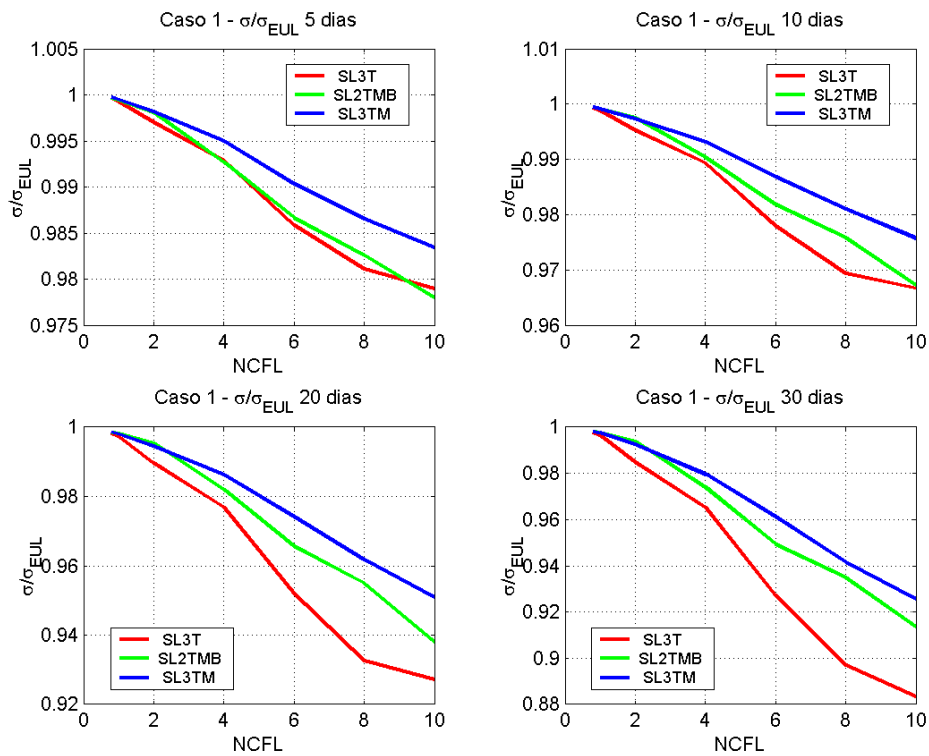 Caso 1 - σ/σEUL 5 dias
1.005
1
0.995
0.99
0.985
0.98
0.975
σ/σEUL
SL3T
SL2TMB
SL3TM
0 2 4 6 8 10
NCFL
Caso 1 - σ/σEUL 10 dias
1.01
1
0.99
0.98
0.97
0.96
σ/σEUL
SL3T
SL2TMB
SL3TM
0 2 4 6 8 10
NCFL
Caso 1 - σ/σEUL 20 dias
1
0.98
0.96
0.94
0.92
σ/σEUL
SL3T
SL2TMB
SL3TM
0 2 4 6 8 10
NCFL
Caso 1 - σ/σEUL 30 dias
1
0.98
0.96
0.94
0.92
0.9
0.88
σ/σEUL
SL3T
SL2TMB
SL3TM
0 2 4 6 8 10
NCFL